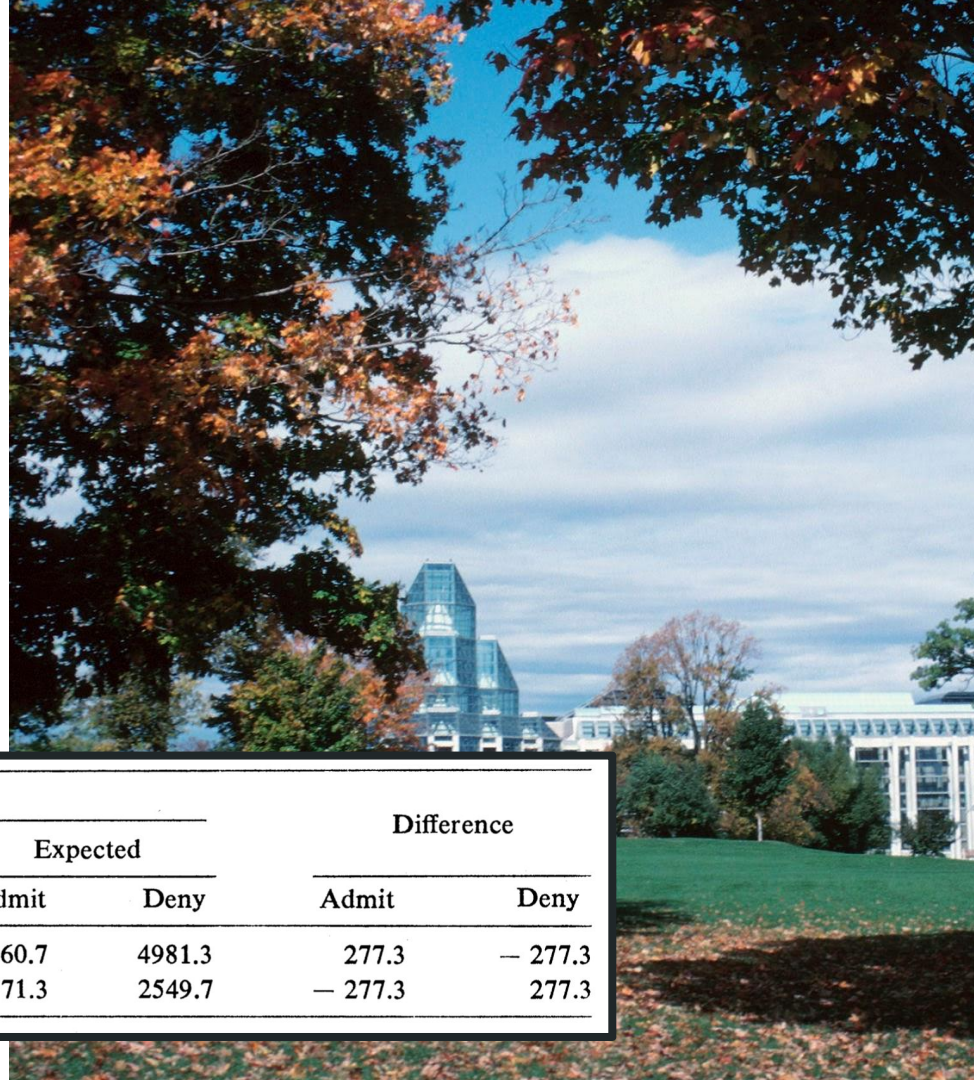 Difference
Expected
dmit Deny Admit Deny
60.7 4981.3 277.3 – 277.3
71.3 2549.7 – 277.3 277.3